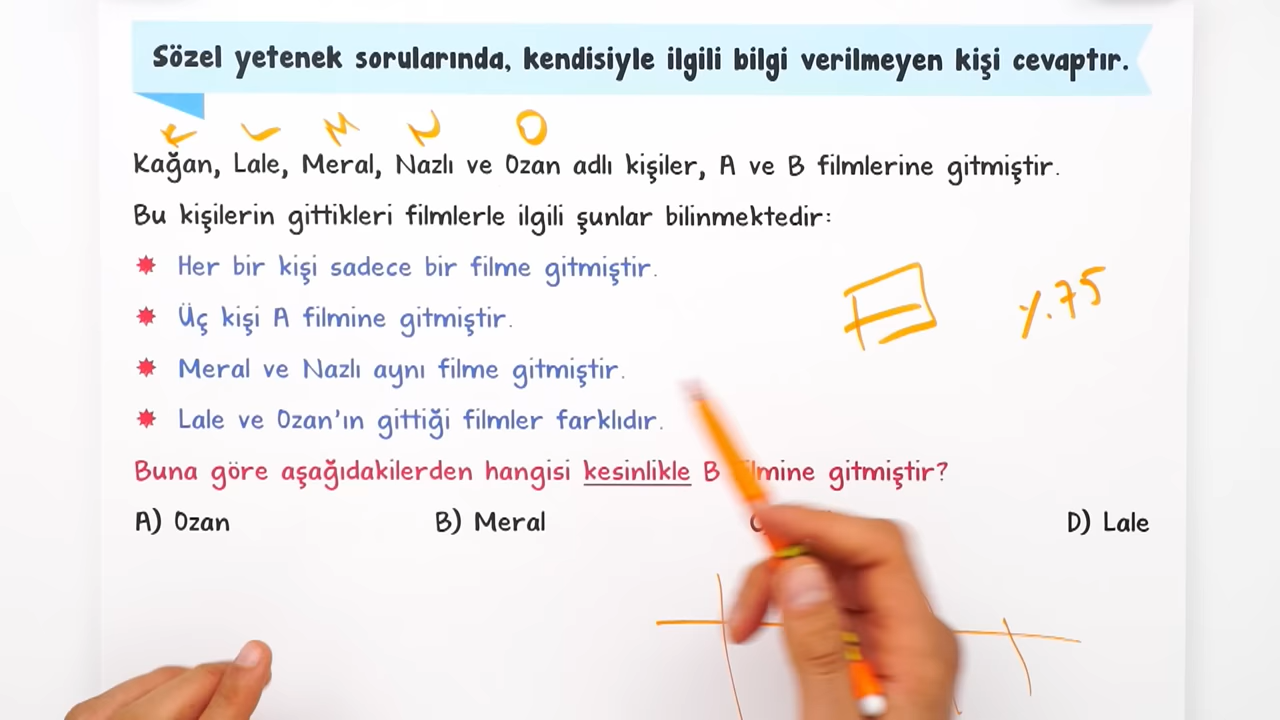 Sözel yetenek sorularında, kendisiyle ilgili bilgi verilmeyen kişi cevaptır.
K L M N O
Kağan, Lale, Meral, Nazlı ve Ozan adlı kişiler, A ve B filmlerine gitmiştir.
Bu kişilerin gittikleri filmlerle ilgili şunlar bilinmektedir:
Her bir kişi sadece bir filme gitmiştir.
Üç kişi A filmine gitmiştir.
%75
Meral ve Nazlı aynı filme gitmiştir.
Lale ve Ozan'ın gittiği filmler farklıdır.
Buna göre aşağıdakilerden hangisi kesinlikle B gitmiştir?
A) Ozan B) Meral D) Lale